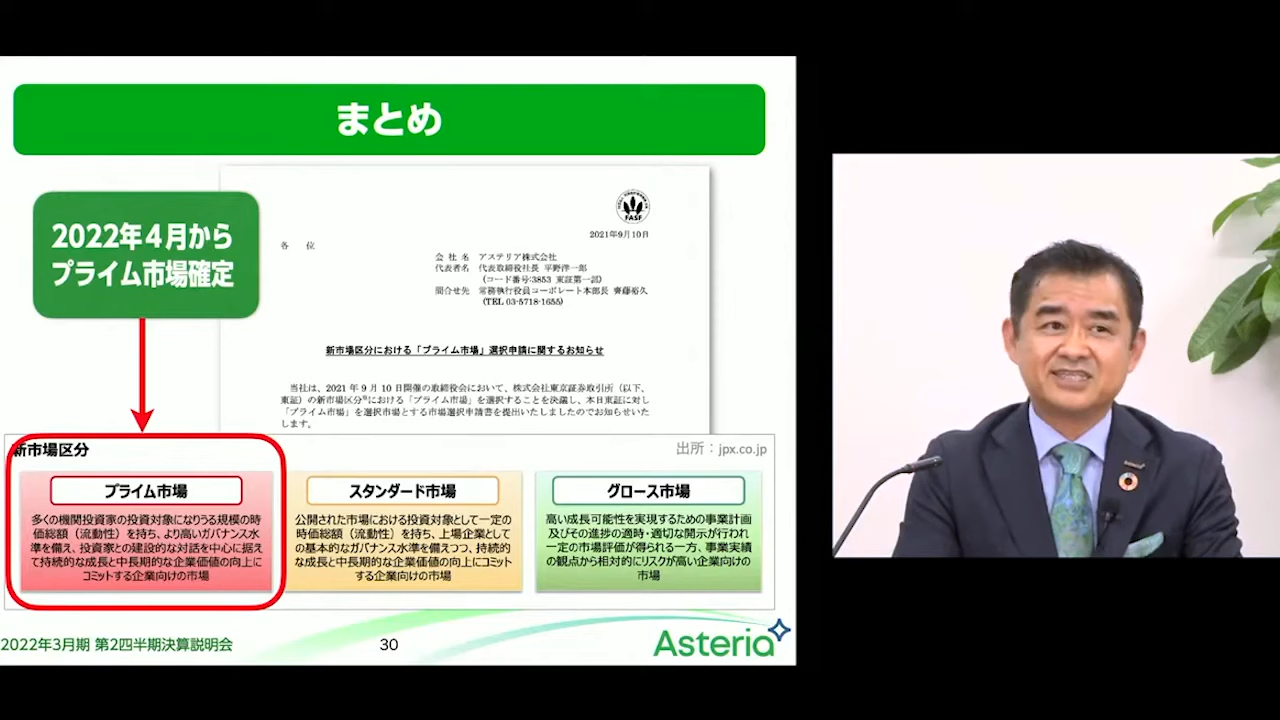 まとめ
2022年4月から
プライム市場確定
FASF
2021年9月10日
各 位
会 社 名 アステリア株式会社
代表者名 代表取締役社長 平野洋一郎
(コード番号:3853 東証第一部)
問合せ先 常務執行役員コーポレート本部長 齊藤裕久
(TEL 03-5718-1655)
新市場区分における「プライム市場」選択申請に関するお知らせ
当社は、2021 年 9 月 10 日開催の取締役会において、株式会社東京証券取引所（以下、
東証）の新市場区分※における「プライム市場」を選択することを決議し、本日東証に対し
「プライム市場」を選択市場とする市場選択申請書を提出いたしましたのでお知らせいた
します。
新市場区分
出所：jpx.co.jp
プライム市場
多くの機関投資家の投資対象になりうる規模の時
価総額（流動性）を持ち、より高いガバナンス水
準を備え、投資家との建設的な対話を中心に据え
て持続的な成長と中長期的な企業価値の向上に
コミットする企業向けの市場
スタンダード市場
公開された市場における投資対象として一定の
時価総額（流動性）を持ち、上場企業として
の基本的なガバナンス水準を備えつつ、持続的
な成長と中長期的な企業価値の向上にコミット
する企業向けの市場
グロース市場
高い成長可能性を実現するための事業計画
及びその進捗の適時・適切な開示が行われ
一定の市場評価が得られる一方、事業実績
の観点から相対的にリスクが高い企業向けの
市場
2022年3月期 第2四半期決算説明会
30
Asteria